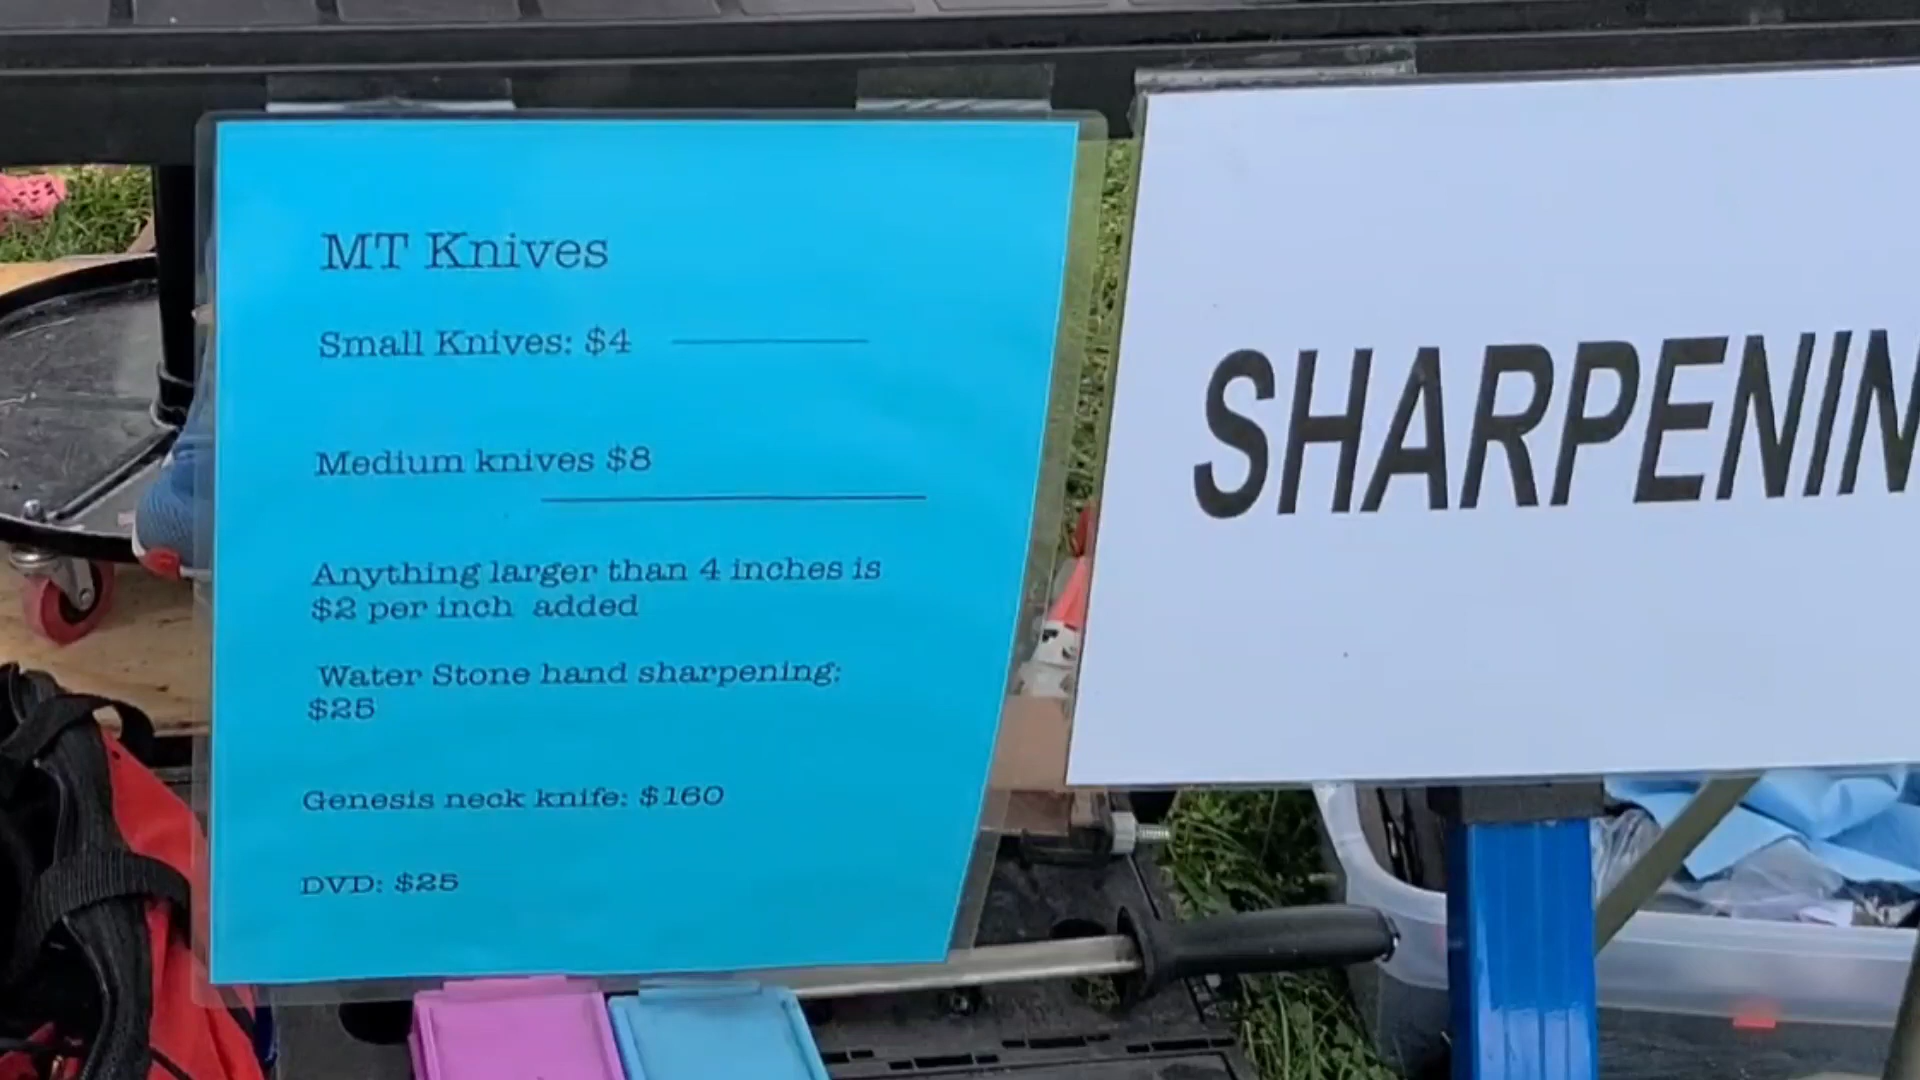 MT Knives
Small Knives: $4
Medium knives $8
Anything larger than 4 inches is
$2 per inch added
Water Stone hand sharpening:
$25
Genesis neck knife: $160
DVD: $25
SHARPENIN